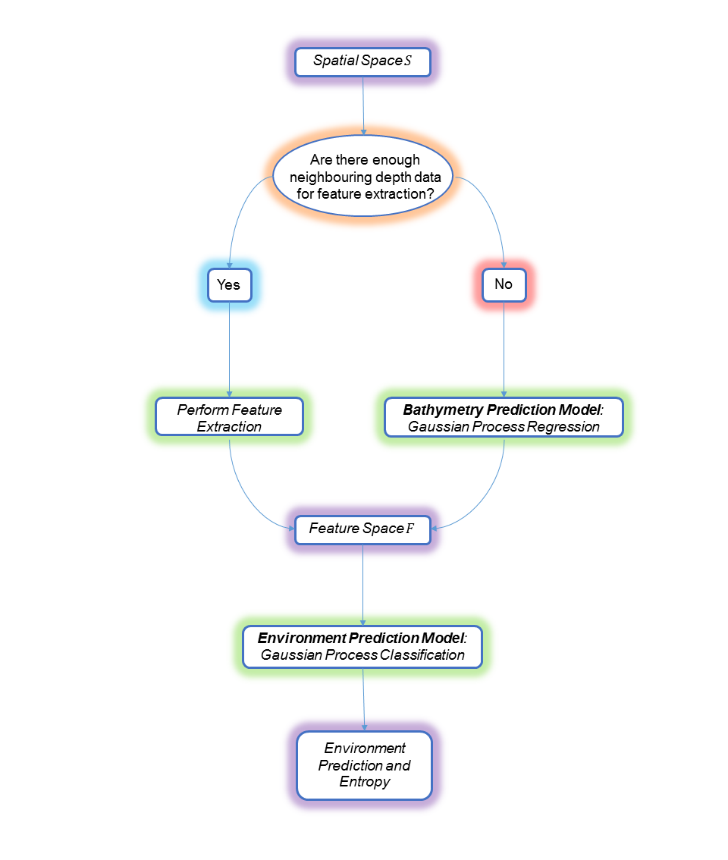 Spatial Space S
Are there enough
neighbouring depth data
for feature extraction?
Yes
No
Perform Feature
Extraction
Bathymetry Prediction Model:
Gaussian Process Regression
Feature Space F
Environment Prediction Model:
Gaussian Process Classification
Environment
Prediction and
Entropy